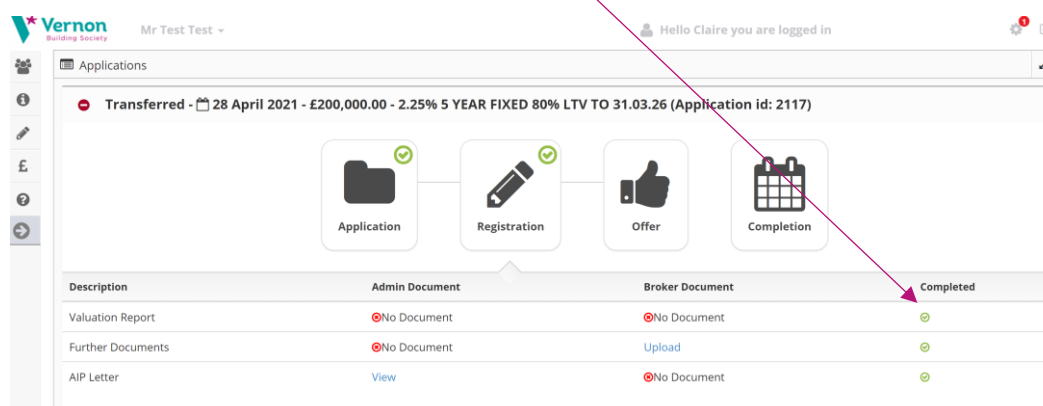 Vernon
Building Society
Mr Test Test
Hello Claire you are logged in
1
Applications
Transferred - 28 April 2021 - £200,000.00 - 2.25% 5 YEAR FIXED 80% LTV TO 31.03.26 (Application id: 2117)
£
Application Registration Offer Completion
Description Admin Document Broker Document Completed
Valuation Report No Document No Document
Further Documents No Document Upload
AIP Letter View No Document